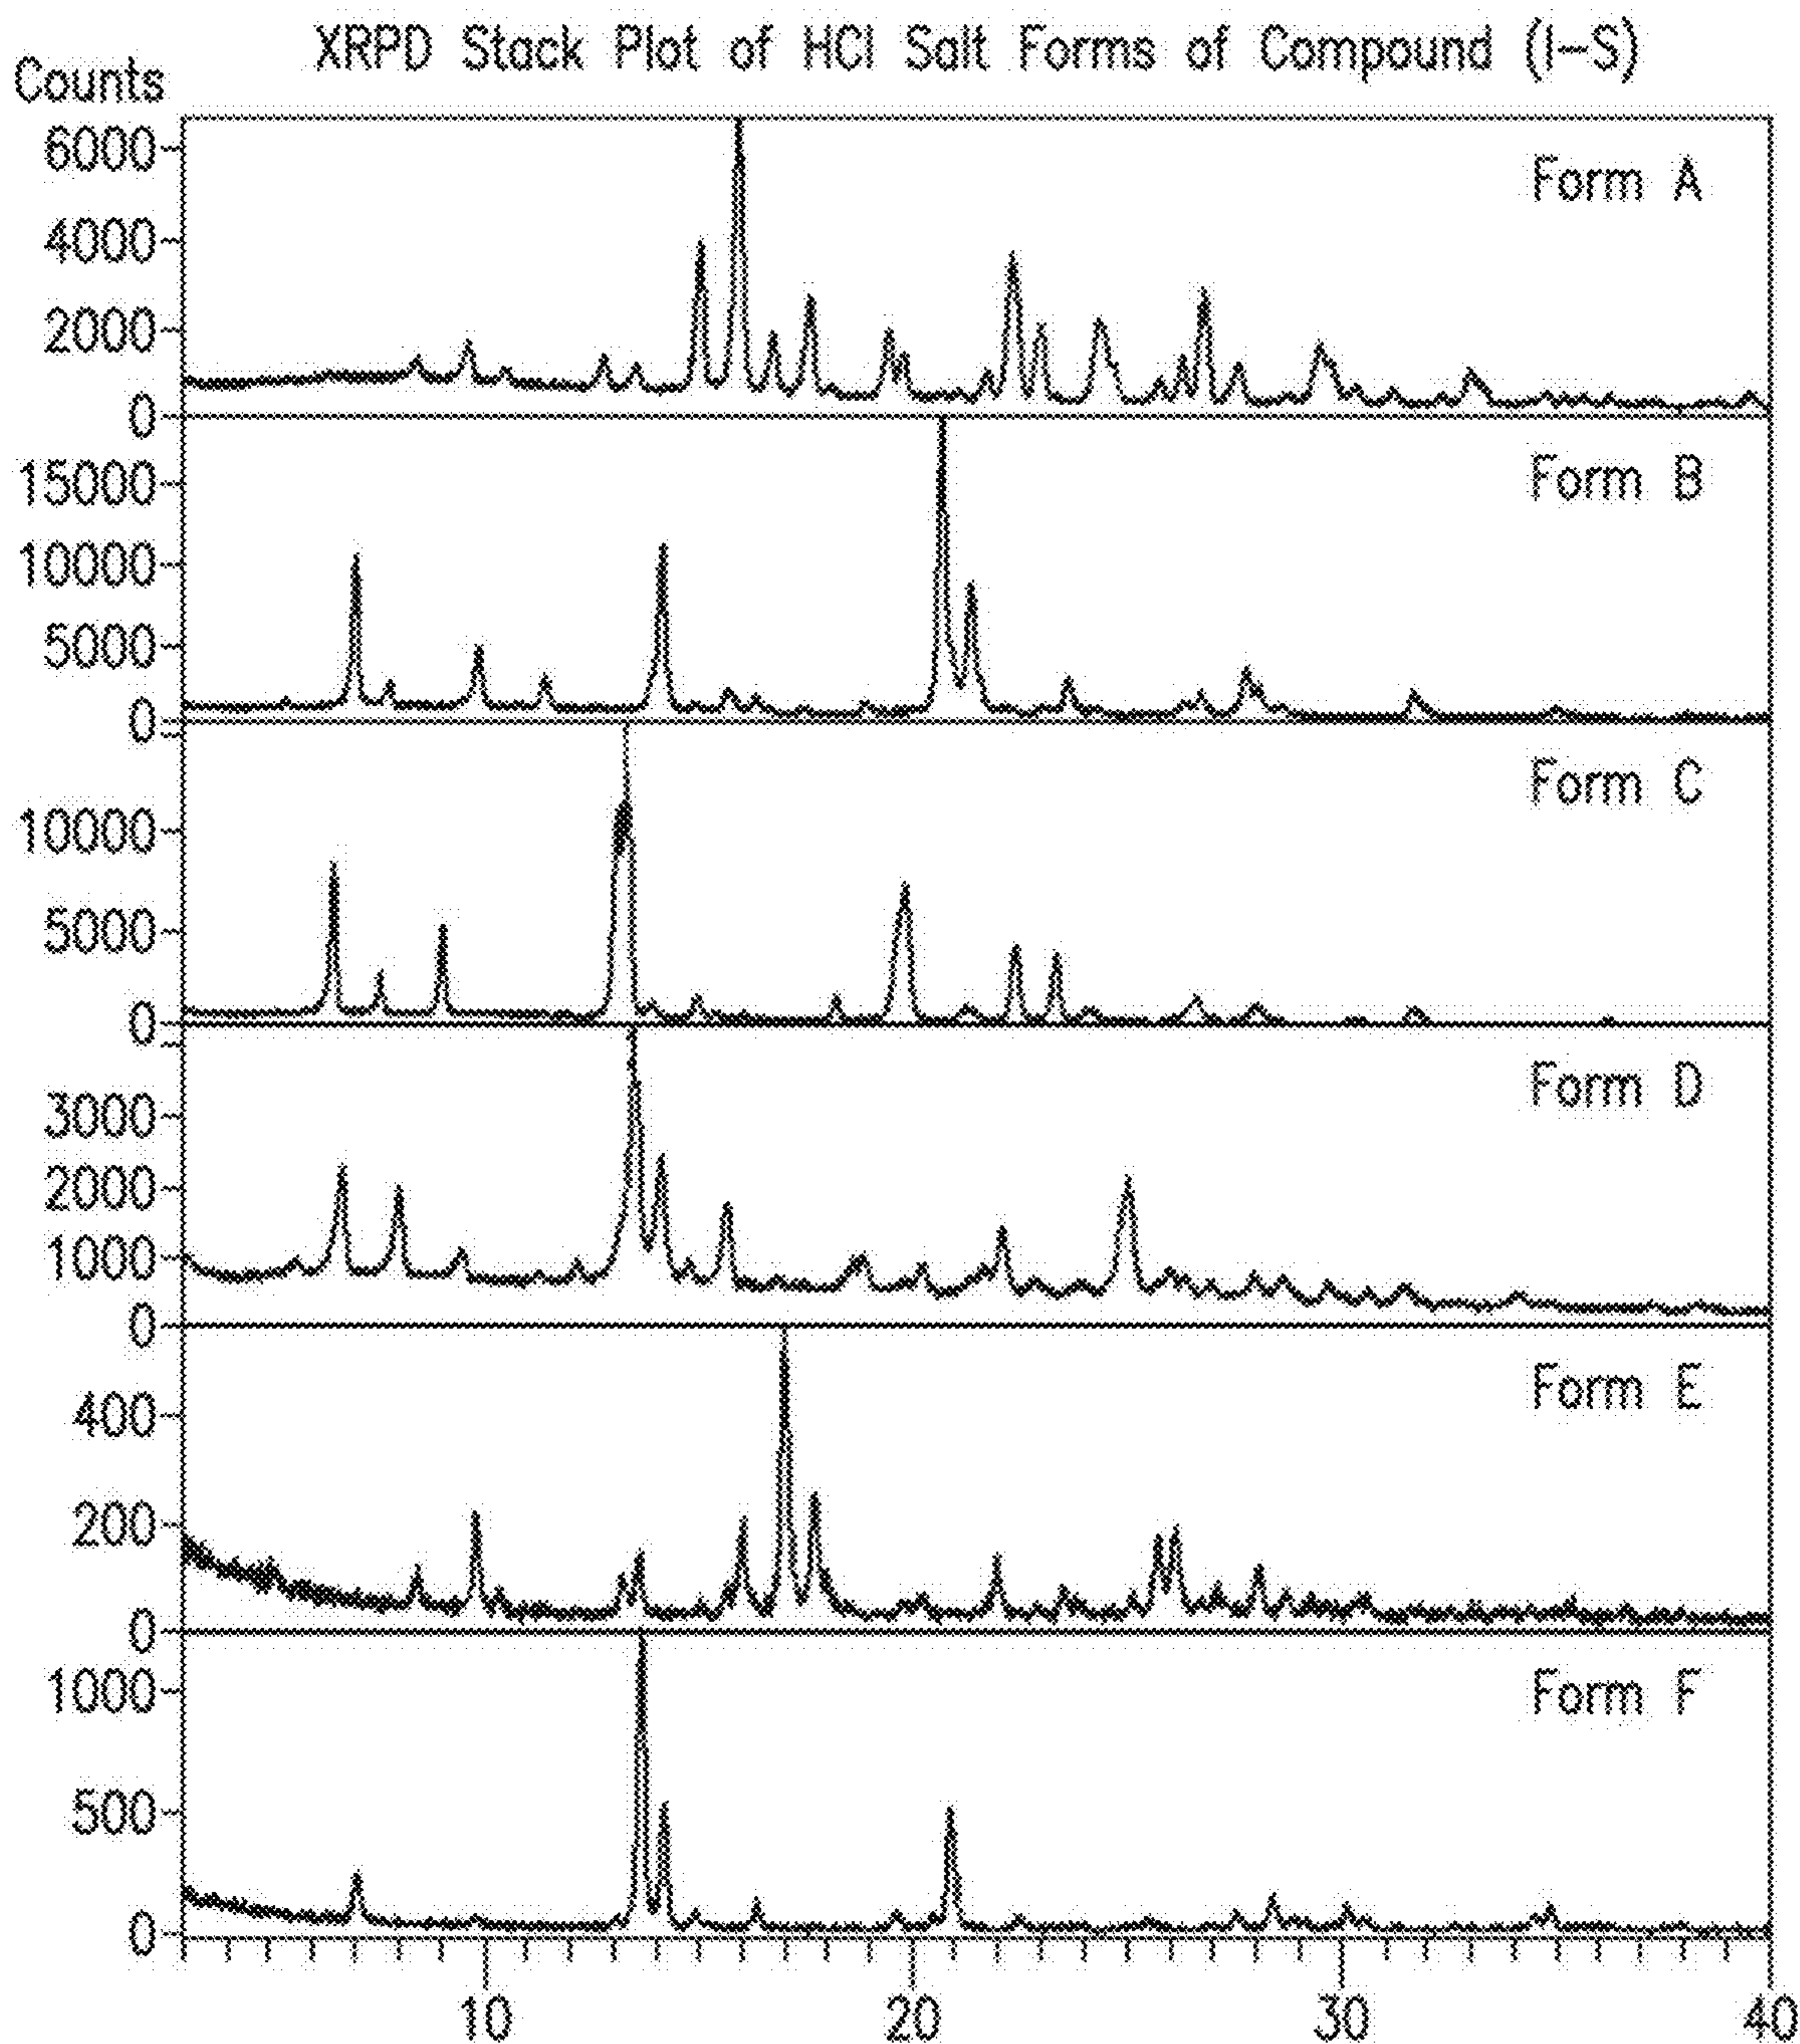 XRPD Stack Plot of HCl Salt Forms of Compound (I-S)
Counts
6000
Form A
4000
2000
0
15000
Form B
10000
5000
0
Form C
10000
5000
0
Form D
3000
2000
1000
0
Form E
400
200
0
Form F
1000
500
0
10 20 30 40